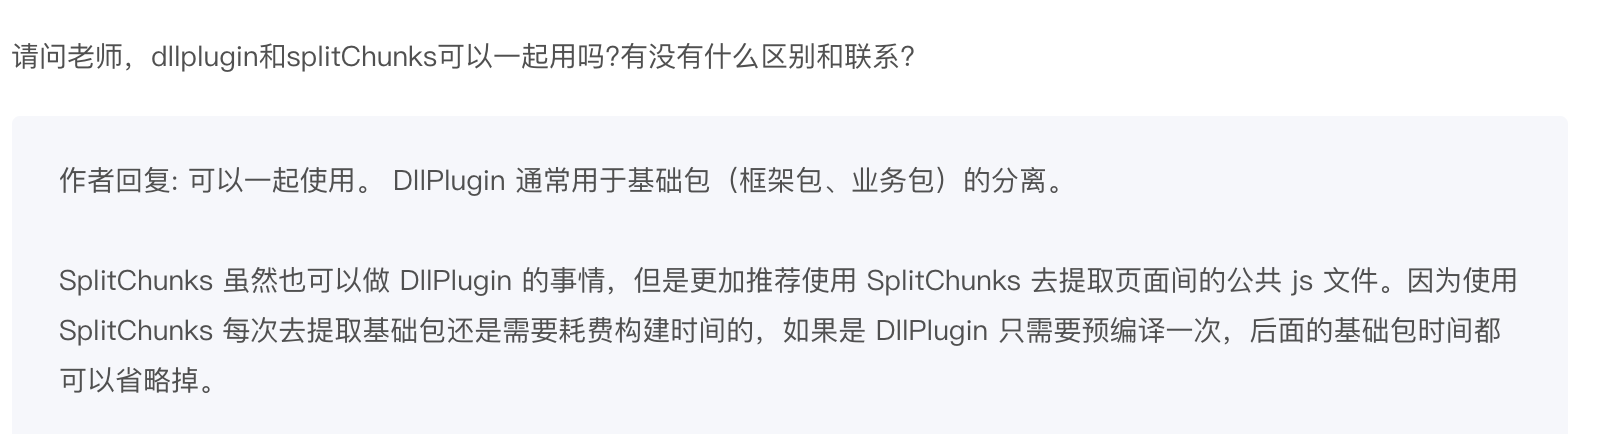 请问老师，dllplugin和splitChunks可以一起用吗?有没有什么区别和联系?
作者回复: 可以一起使用。 DllPlugin 通常用于基础包（框架包、业务包）的分离。
SplitChunks 虽然也可以做 DllPlugin 的事情，但是更加推荐使用 SplitChunks 去提取页面间的公共 js 文件。因为使用
SplitChunks 每次去提取基础包还是需要耗费构建时间的，如果是 DllPlugin 只需要预编译一次，后面的基础包时间都
可以省略掉。